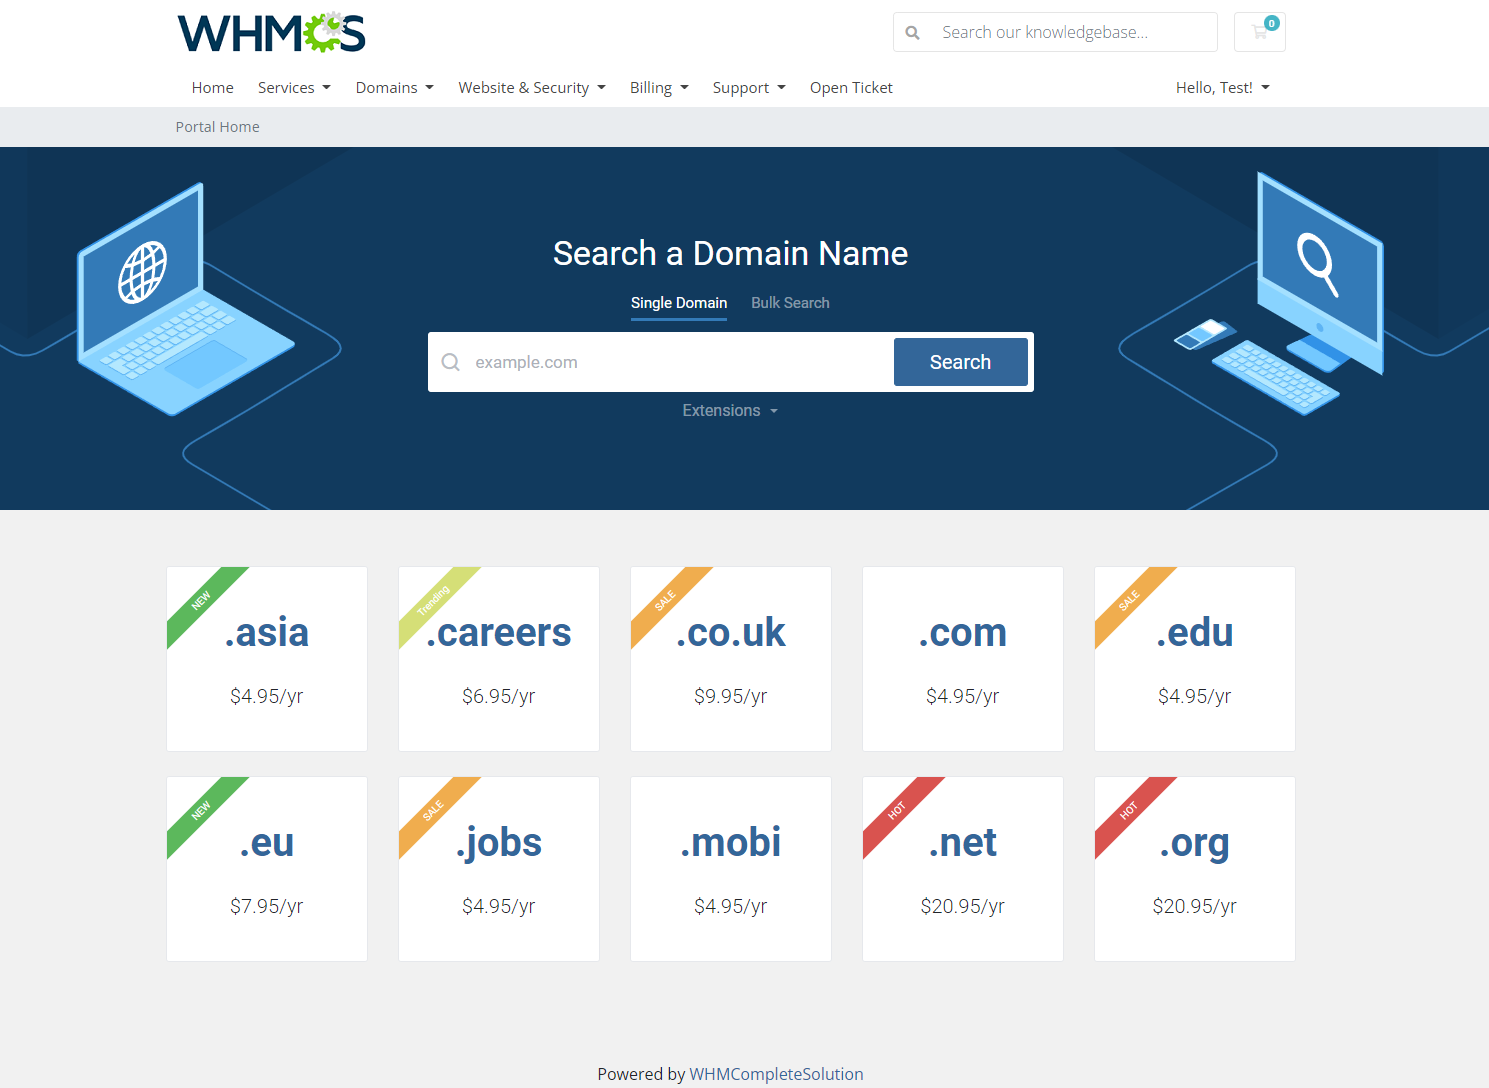 WHMCS
Search our knowledgebase...
0
Home Services Domains Website & Security Billing Support Open Ticket Hello, Test!
Portal Home
Search a Domain Name
Single Domain Bulk Search
example.com Search
Extensions
NEW Trending SALE SALE
.asia .careers .co.uk .com .edu
$4.95/yr $6.95/yr $9.95/yr $4.95/yr $4.95/yr
NEW SALE HOT HOT
.eu .jobs .mobi .net .org
$7.95/yr $4.95/yr $4.95/yr $20.95/yr $20.95/yr
Powered by WHMCompleteSolution